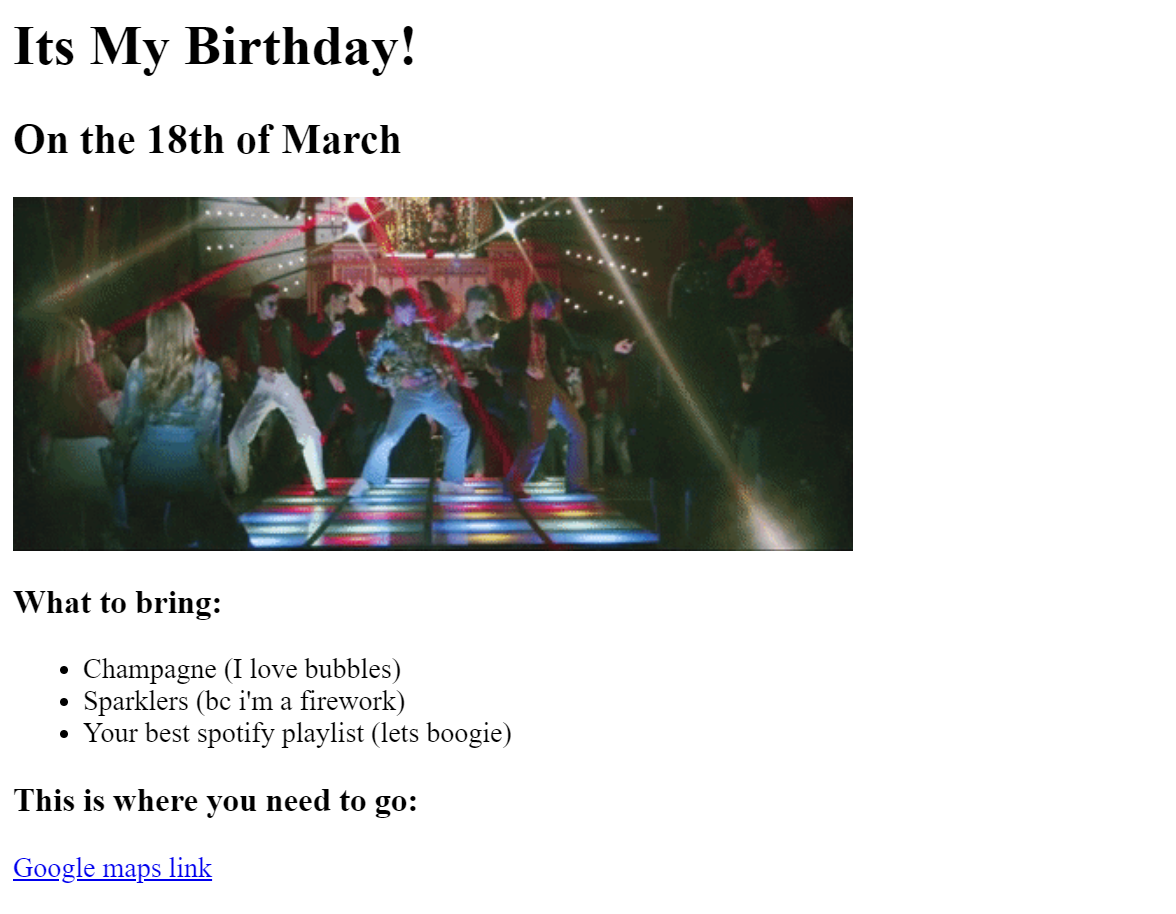 Its My Birthday!
On the 18th of March
What to bring:
Champagne (I love bubbles)
Sparklers (bc i'm a firework)
Your best spotify playlist (lets boogie)
This is where you need to go:
Google maps link